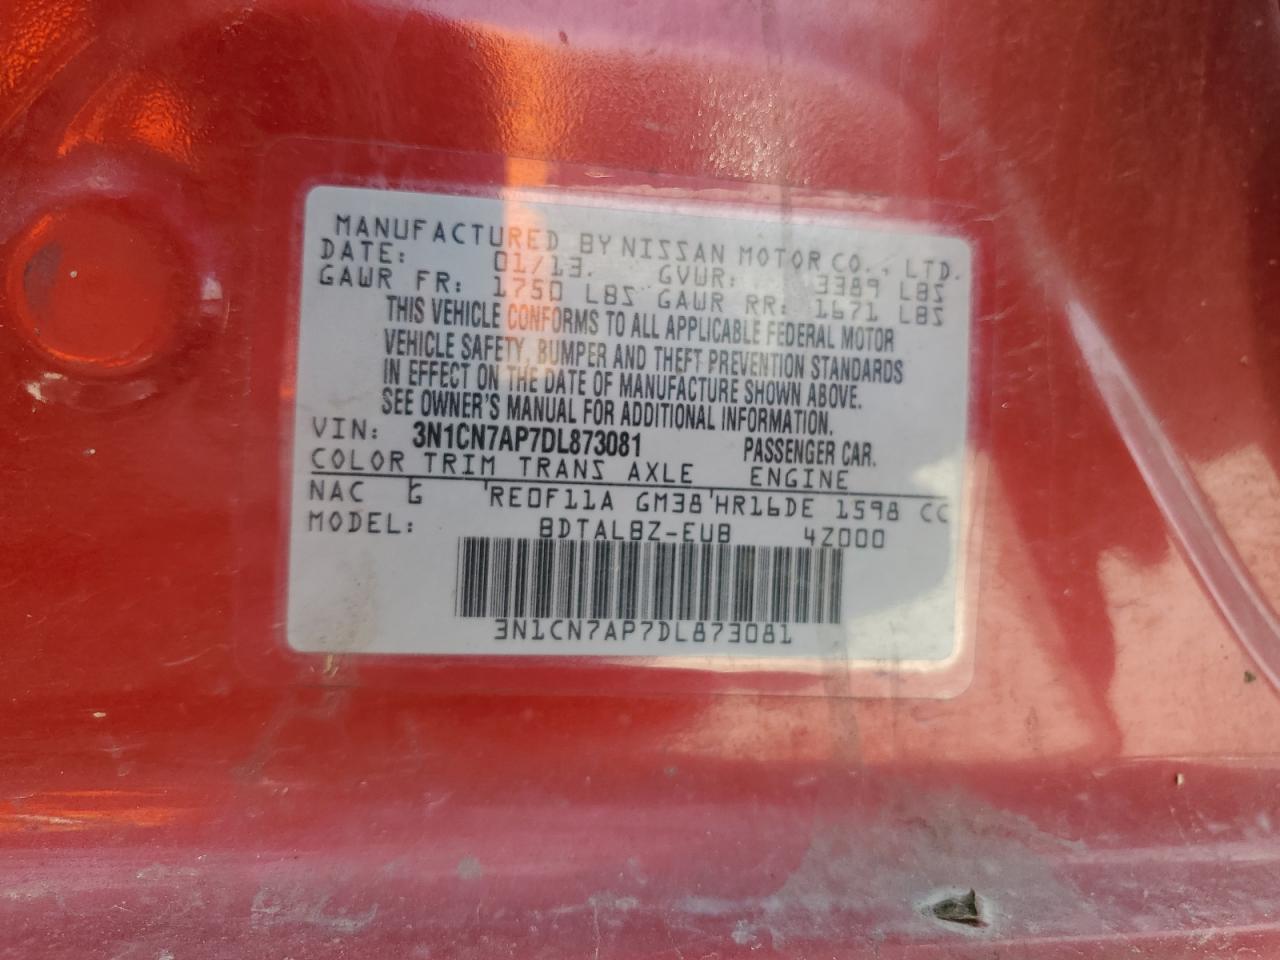 MANUFACTURED BY NISSAN MOTOR CO., LTD.
DATE: 01/13. GVWR: 3389 LBS
GAWR FR: 1750 LBS GAWR RR: 1671 LBS
THIS VEHICLE CONFORMS TO ALL APPLICABLE FEDERAL MOTOR
VEHICLE SAFETY, BUMPER AND THEFT PREVENTION STANDARDS
IN EFFECT ON THE DATE OF MANUFACTURE SHOWN ABOVE.
SEE OWNER'S MANUAL FOR ADDITIONAL INFORMATION.
VIN: 3N1CN7AP7DL873081 PASSENGER CAR.
COLOR TRIM TRANS AXLE ENGINE
NAC G 'RE0F11A GM38'HR16DE 1598 CC
MODEL: BDTALBZ-EUB 4Z000
3N1CN7AP7DL873081